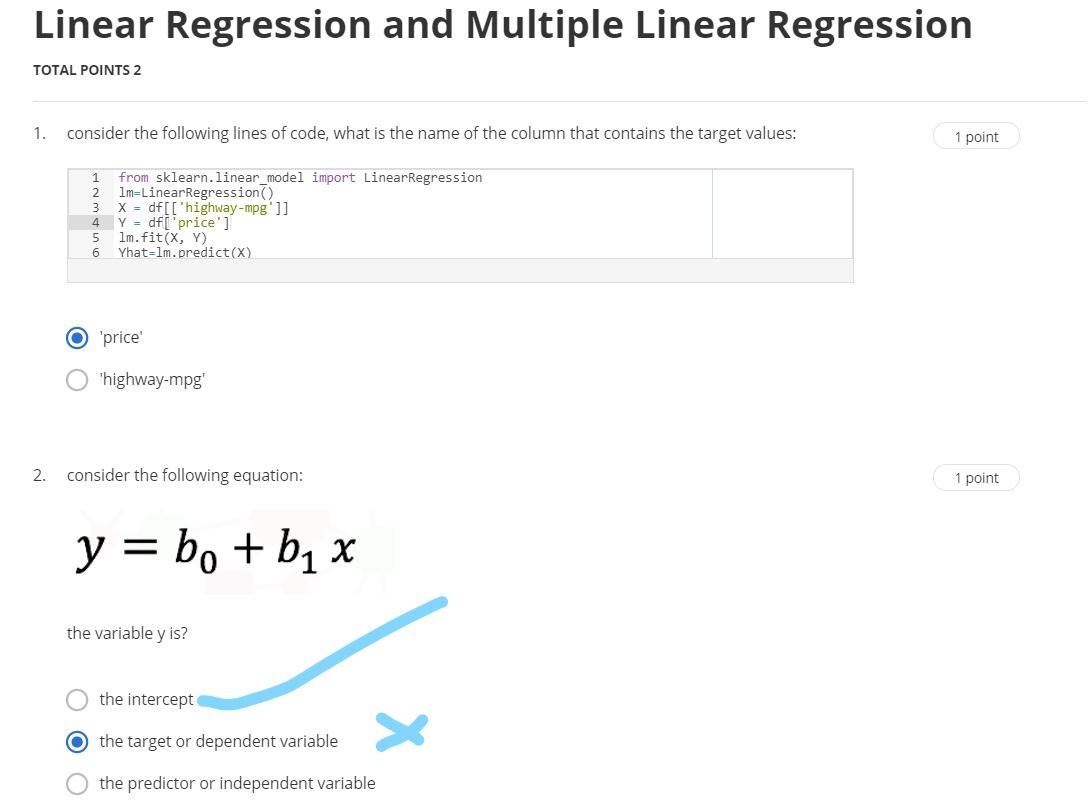 Linear Regression and Multiple Linear Regression
TOTAL POINTS 2
1. consider the following lines of code, what is the name of the column that contains the target values:
1 point
1 from sklearn.linear_model import LinearRegression
2 lm=LinearRegression()
3 X = df[['highway-mpg']]
4 Y = df['price']
5 lm.fit(X, Y)
6 Yhat=lm.predict(X)
'price'
'highway-mpg'
2. consider the following equation:
1 point
y = b₀ + b₁ x
the variable y is?
the intercept
the target or dependent variable
the predictor or independent variable